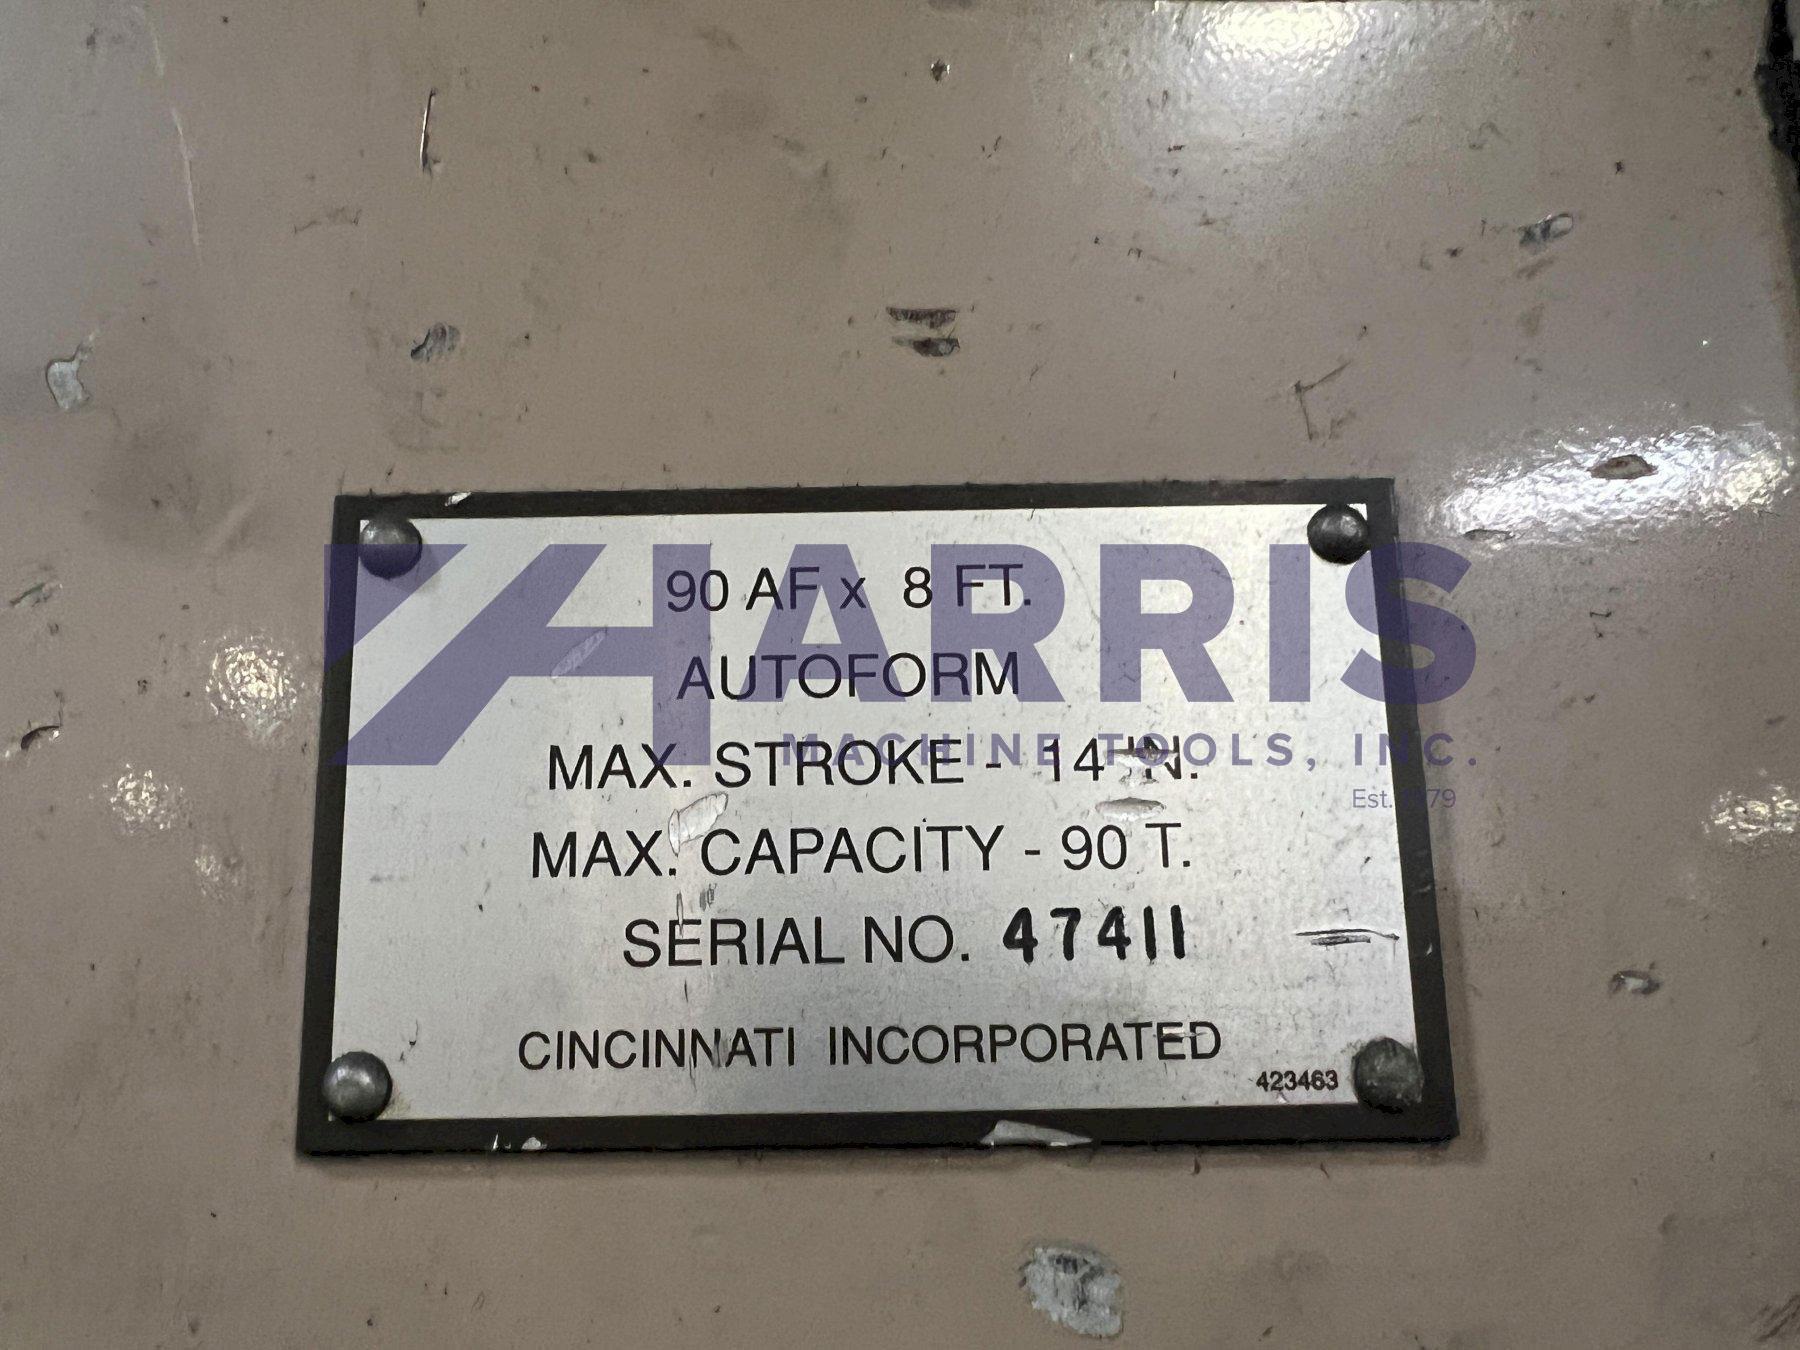 90 AF x 8 FT.
AUTOFORM
MAX. STROKE - 14 IN.
MAX. CAPACITY - 90 T.
SERIAL NO. 47411
CINCINNATI INCORPORATED
423463
HARRIS
MACHINE TOOLS, INC.
Est.